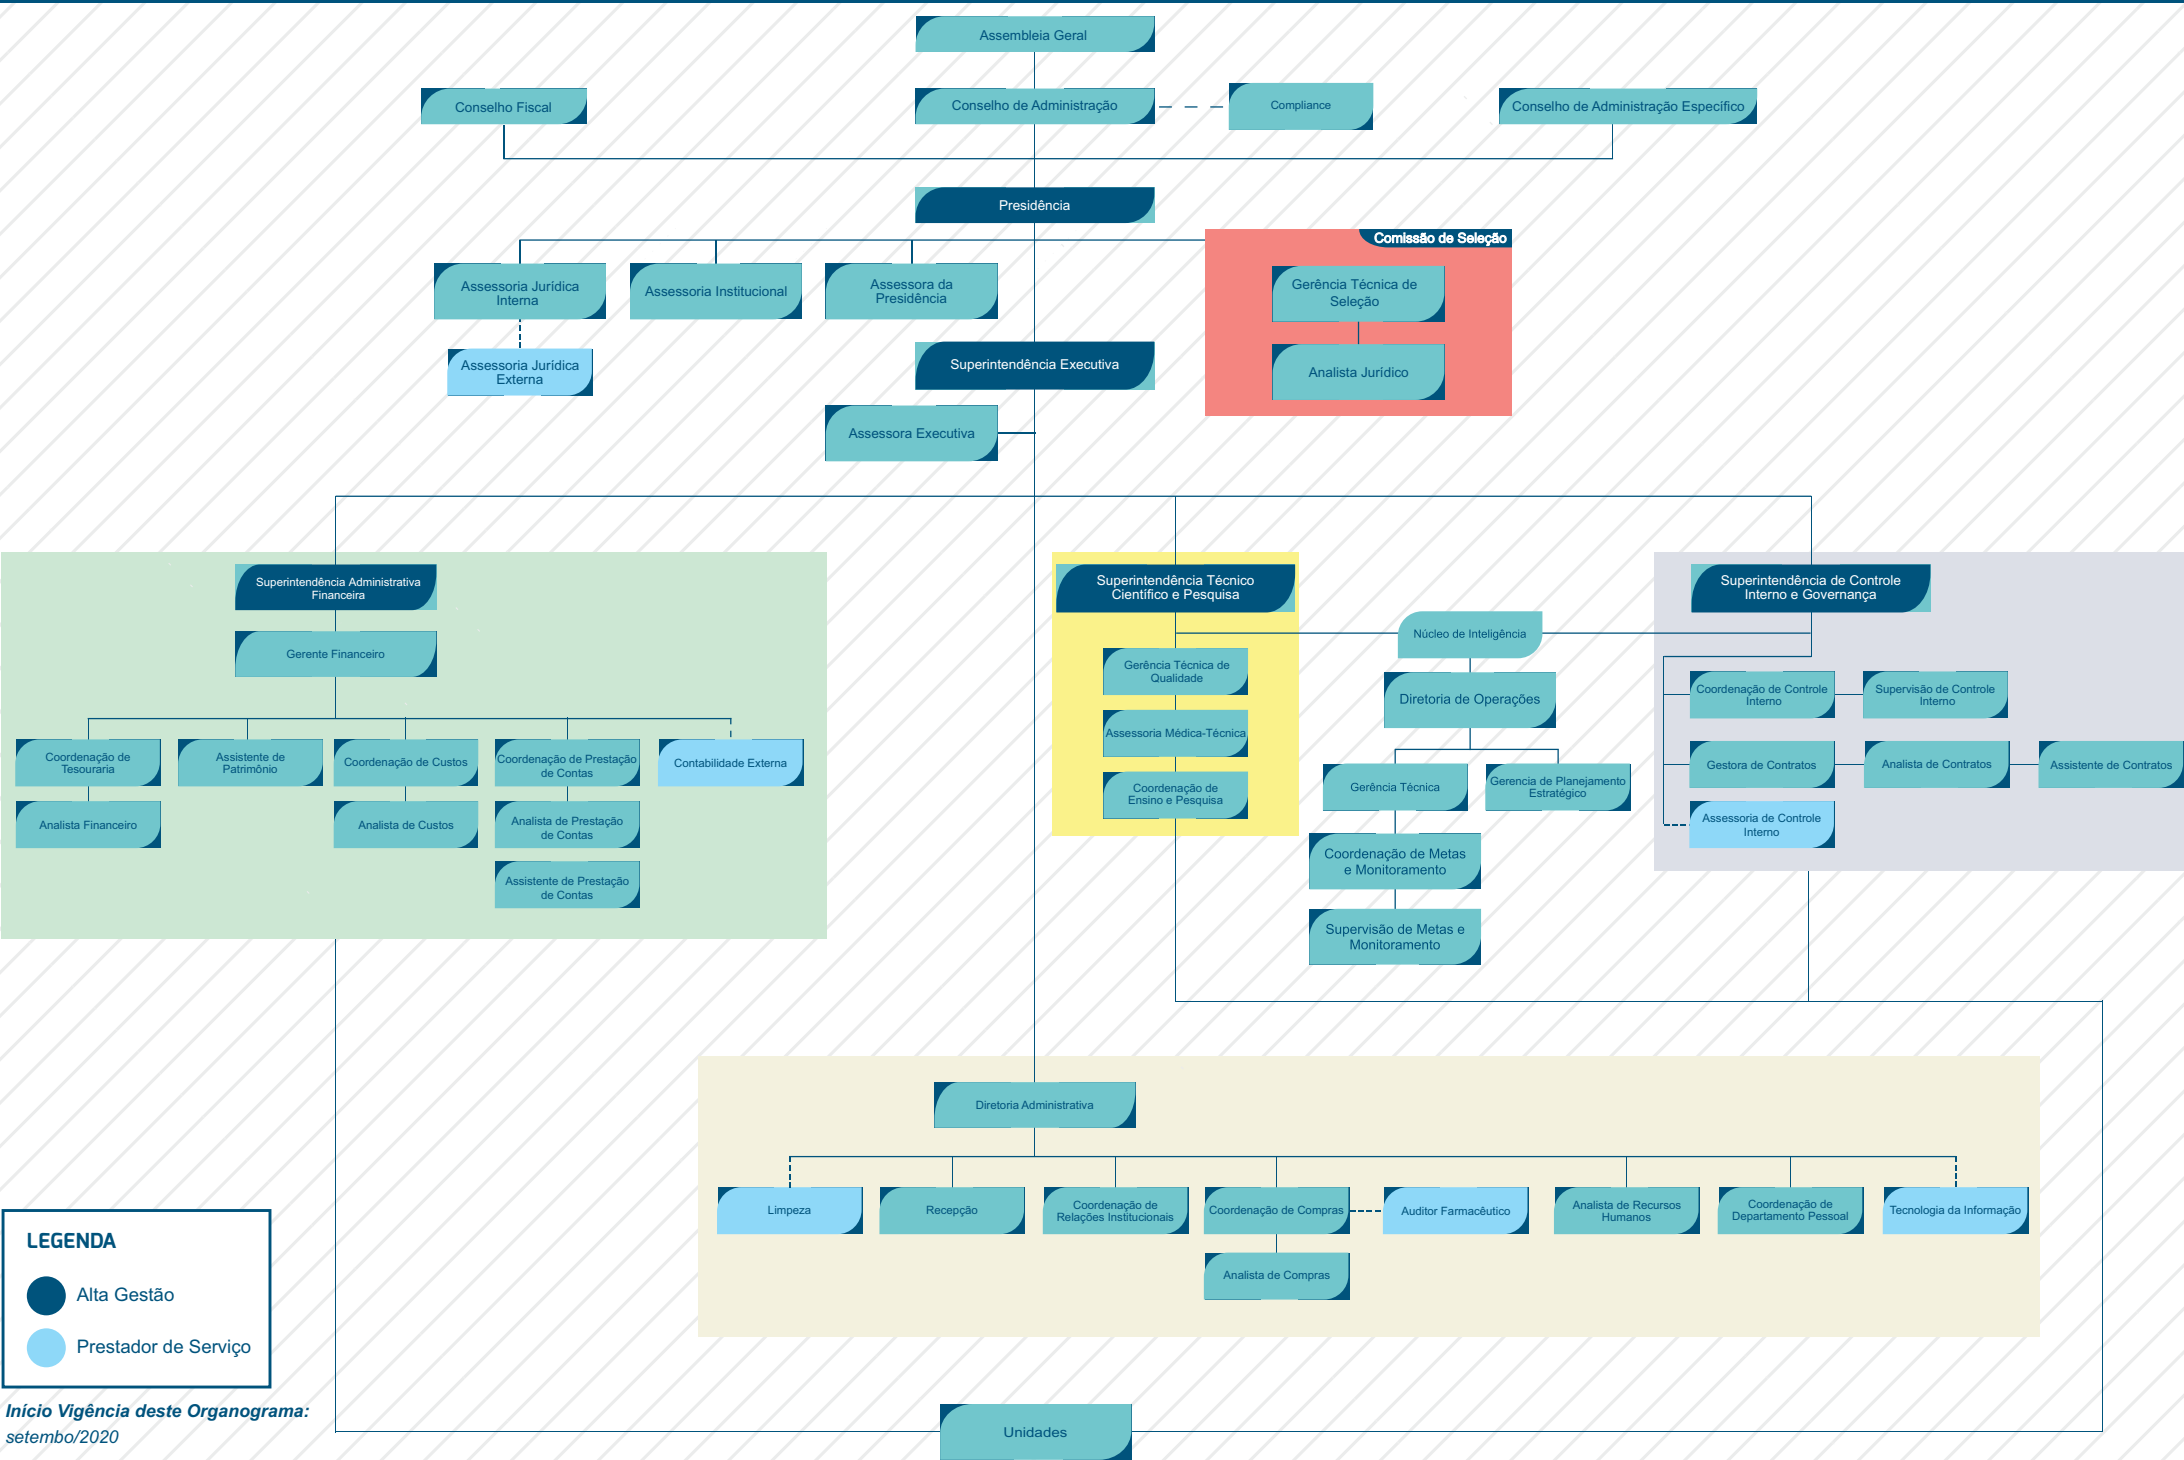 Assembleia Geral
Conselho Fiscal
Conselho de Administração
Compliance
Conselho de Administração Específico
Presidência
Comissão de Seleção
Assessoria Jurídica
Interna
Assessoria Institucional
Assessora da
Presidência
Gerência Técnica de
Seleção
Assessoria Jurídica
Externa
Superintendência Executiva
Analista Jurídico
Assessora Executiva
Superintendência Administrativa
Financeira
Gerente Financeiro
Coordenação de
Tesouraria
Assistente de
Patrimônio
Coordenação de Custos
Coordenação de Prestação
de Contas
Contabilidade Externa
Analista Financeiro
Analista de Custos
Analista de Prestação
de Contas
Assistente de Prestação
de Contas
Superintendência Técnico
Científico e Pesquisa
Gerência Técnica de
Qualidade
Assessoria Médica-Técnica
Coordenação de
Ensino e Pesquisa
Núcleo de Inteligência
Diretoria de Operações
Gerência Técnica
Gerencia de Planejamento
Estratégico
Coordenação de Metas
e Monitoramento
Supervisão de Metas e
Monitoramento
Superintendência de Controle
Interno e Governança
Coordenação de Controle
Interno
Supervisão de Controle
Interno
Gestora de Contratos
Analista de Contratos
Assistente de Contratos
Assessoria de Controle
Interno
Diretoria Administrativa
Limpeza
Recepção
Coordenação de
Relações Institucionais
Coordenação de Compras
Auditor Farmacêutico
Analista de Recursos
Humanos
Coordenação de
Departamento Pessoal
Tecnologia da Informação
Analista de Compras
LEGENDA
Alta Gestão
Prestador de Serviço
Início Vigência deste Organograma:
setembo/2020
Unidades